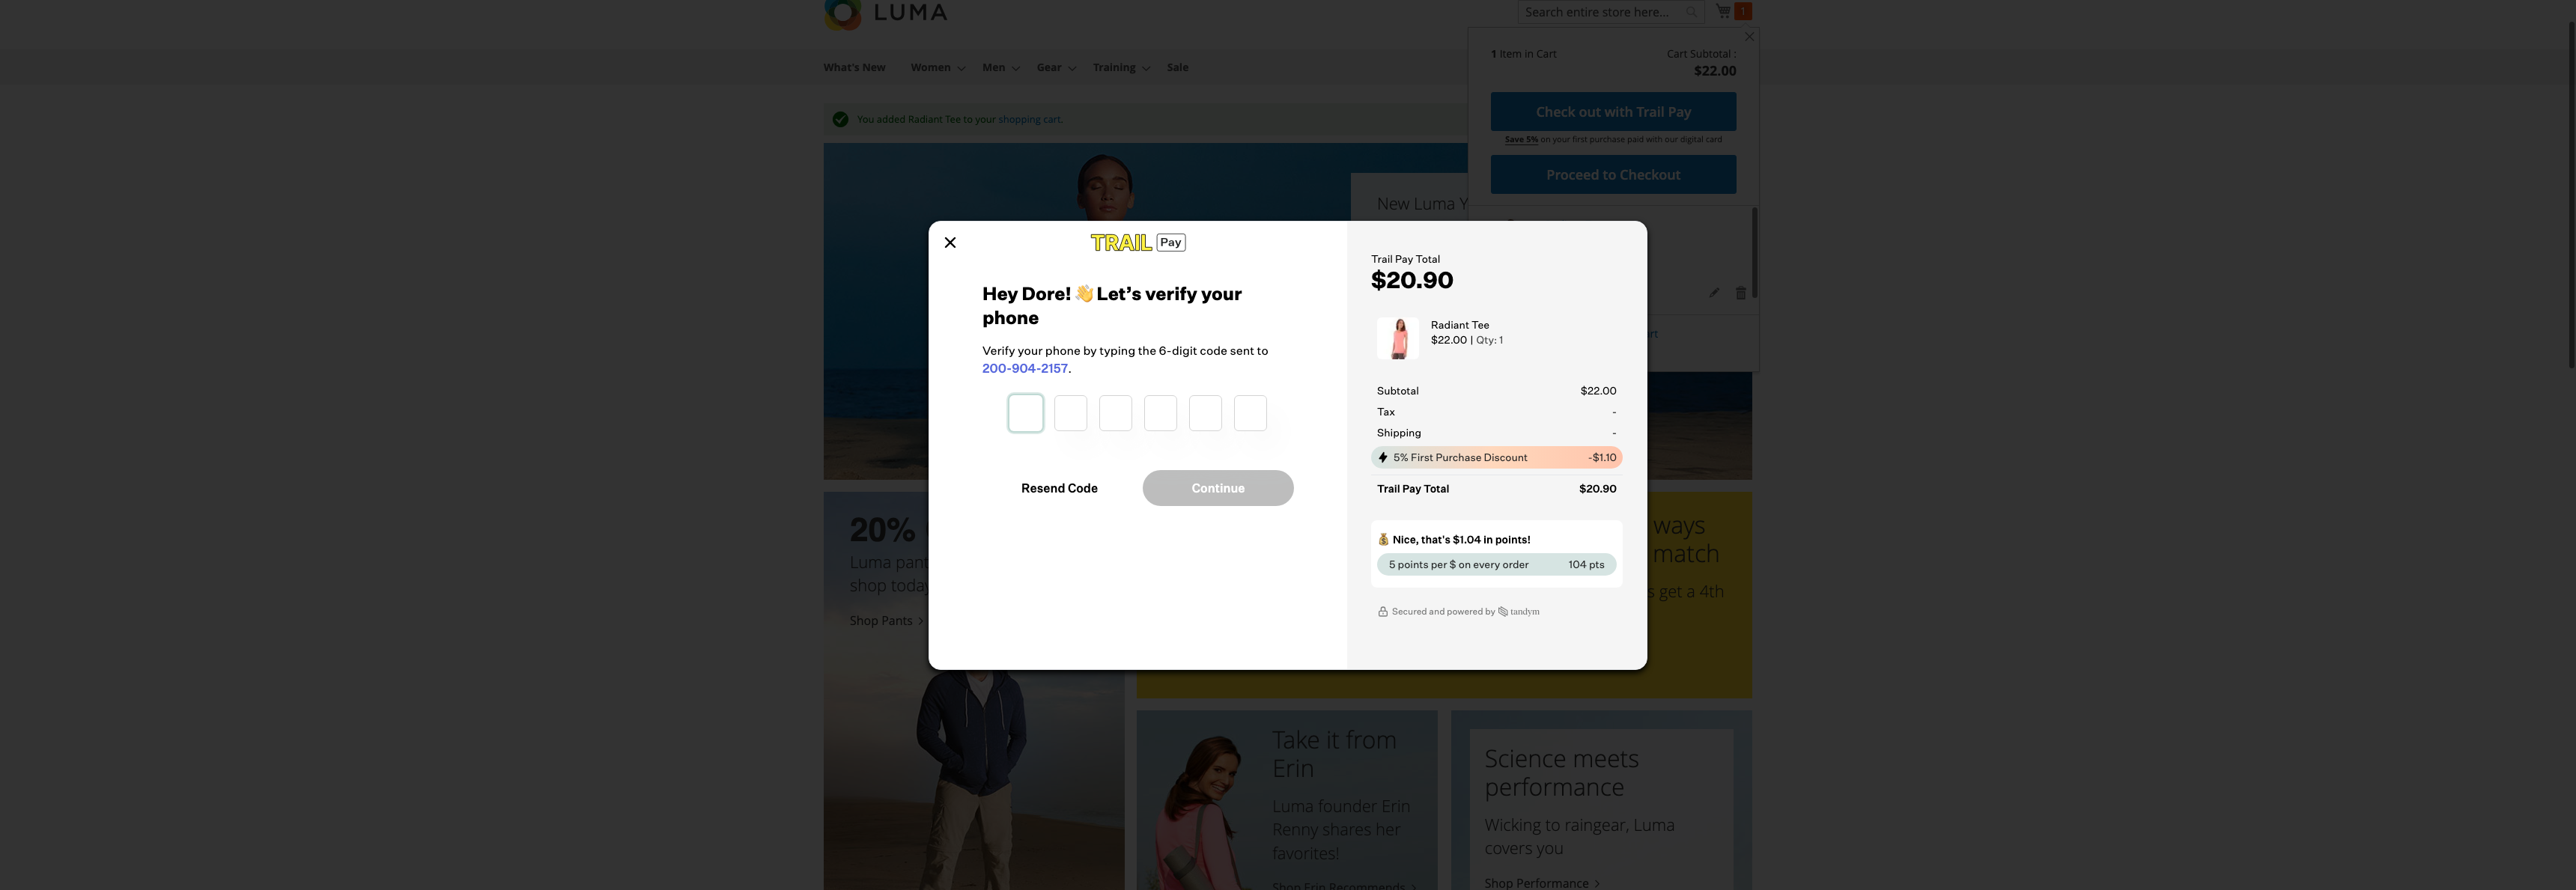 LUMA
Search entire store here...
1
What's New
Women
Men
Gear
Training
Sale
1 Item in Cart
Cart Subtotal :
$22.00
Check out with Trail Pay
Save 5% on your first purchase paid with our digital card
Proceed to Checkout
You added Radiant Tee to your shopping cart.
New Luma Y
TRAIL Pay
Hey Dore! 👋 Let's verify your
phone
Verify your phone by typing the 6-digit code sent to
200-904-2157.
Resend Code
Continue
Trail Pay Total
$20.90
Radiant Tee
$22.00 | Qty: 1
Subtotal
$22.00
Tax
-
Shipping
-
5% First Purchase Discount
-$1.10
Trail Pay Total
$20.90
💰 Nice, that's $1.04 in points!
5 points per $ on every order
104 pts
Secured and powered by tandym
20%
Luma pant
shop today
Shop Pants
ways
match
s get a 4th
Take it from
Erin
Luma founder Erin
Renny shares her
favorites!
Shop Erin Recommends
Science meets
performance
Wicking to raingear, Luma
covers you
Shop Performance